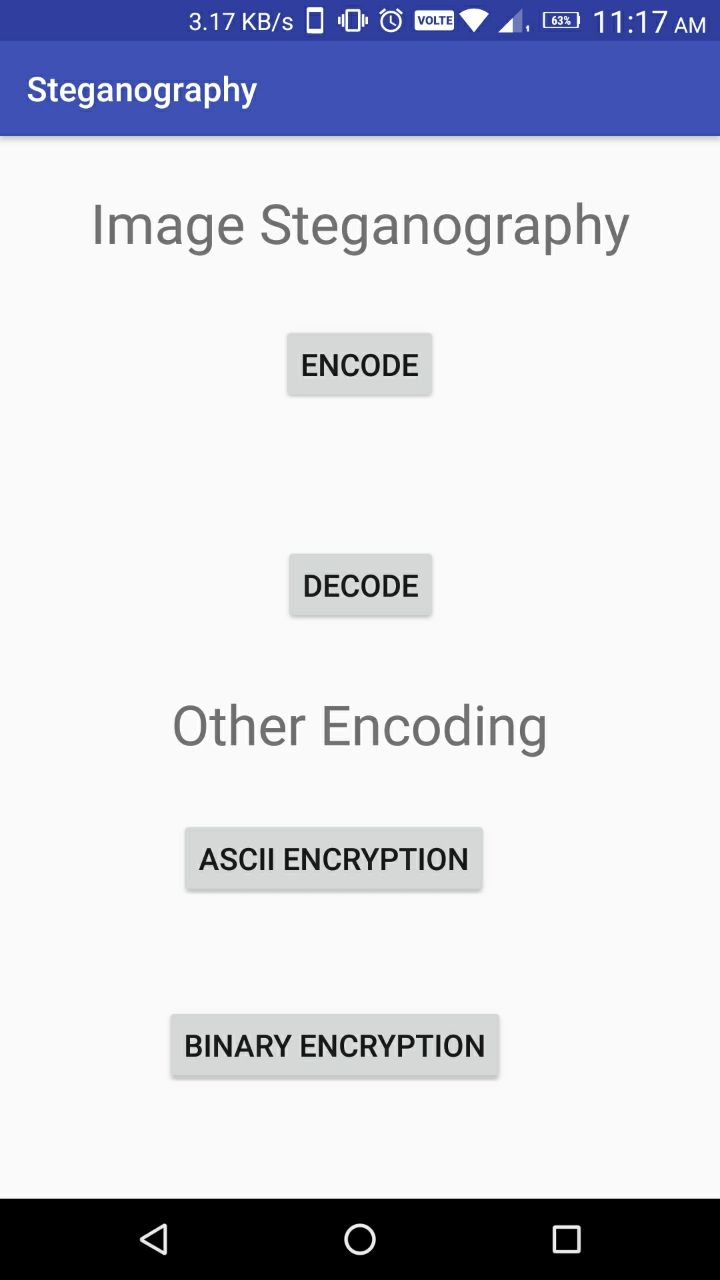 3.17 KB/s VOLTE 63% 11:17 AM
Steganography
Image Steganography
ENCODE
DECODE
Other Encoding
ASCII ENCRYPTION
BINARY ENCRYPTION